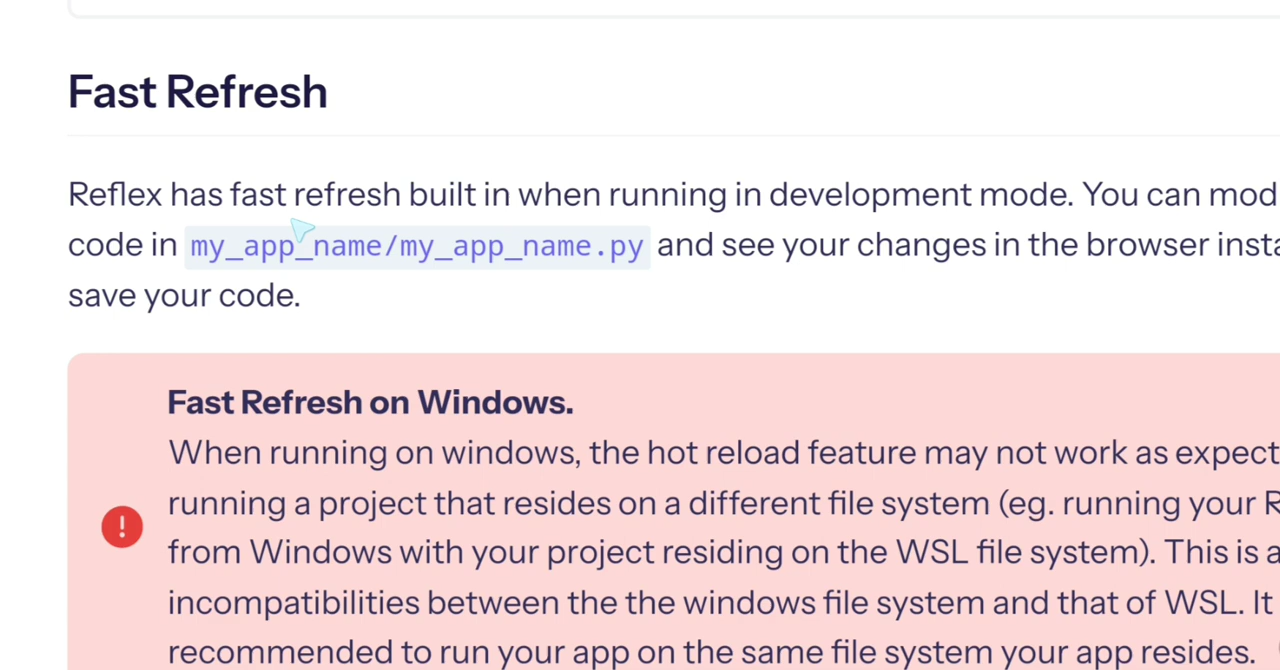 Fast Refresh
Reflex has fast refresh built in when running in development mode. You can mod
code in my_app_name/my_app_name.py and see your changes in the browser insta
save your code.
Fast Refresh on Windows.
When running on windows, the hot reload feature may not work as expect
running a project that resides on a different file system (eg. running your R
from Windows with your project residing on the WSL file system). This is a
incompatibilities between the the windows file system and that of WSL. It
recommended to run your app on the same file system your app resides.